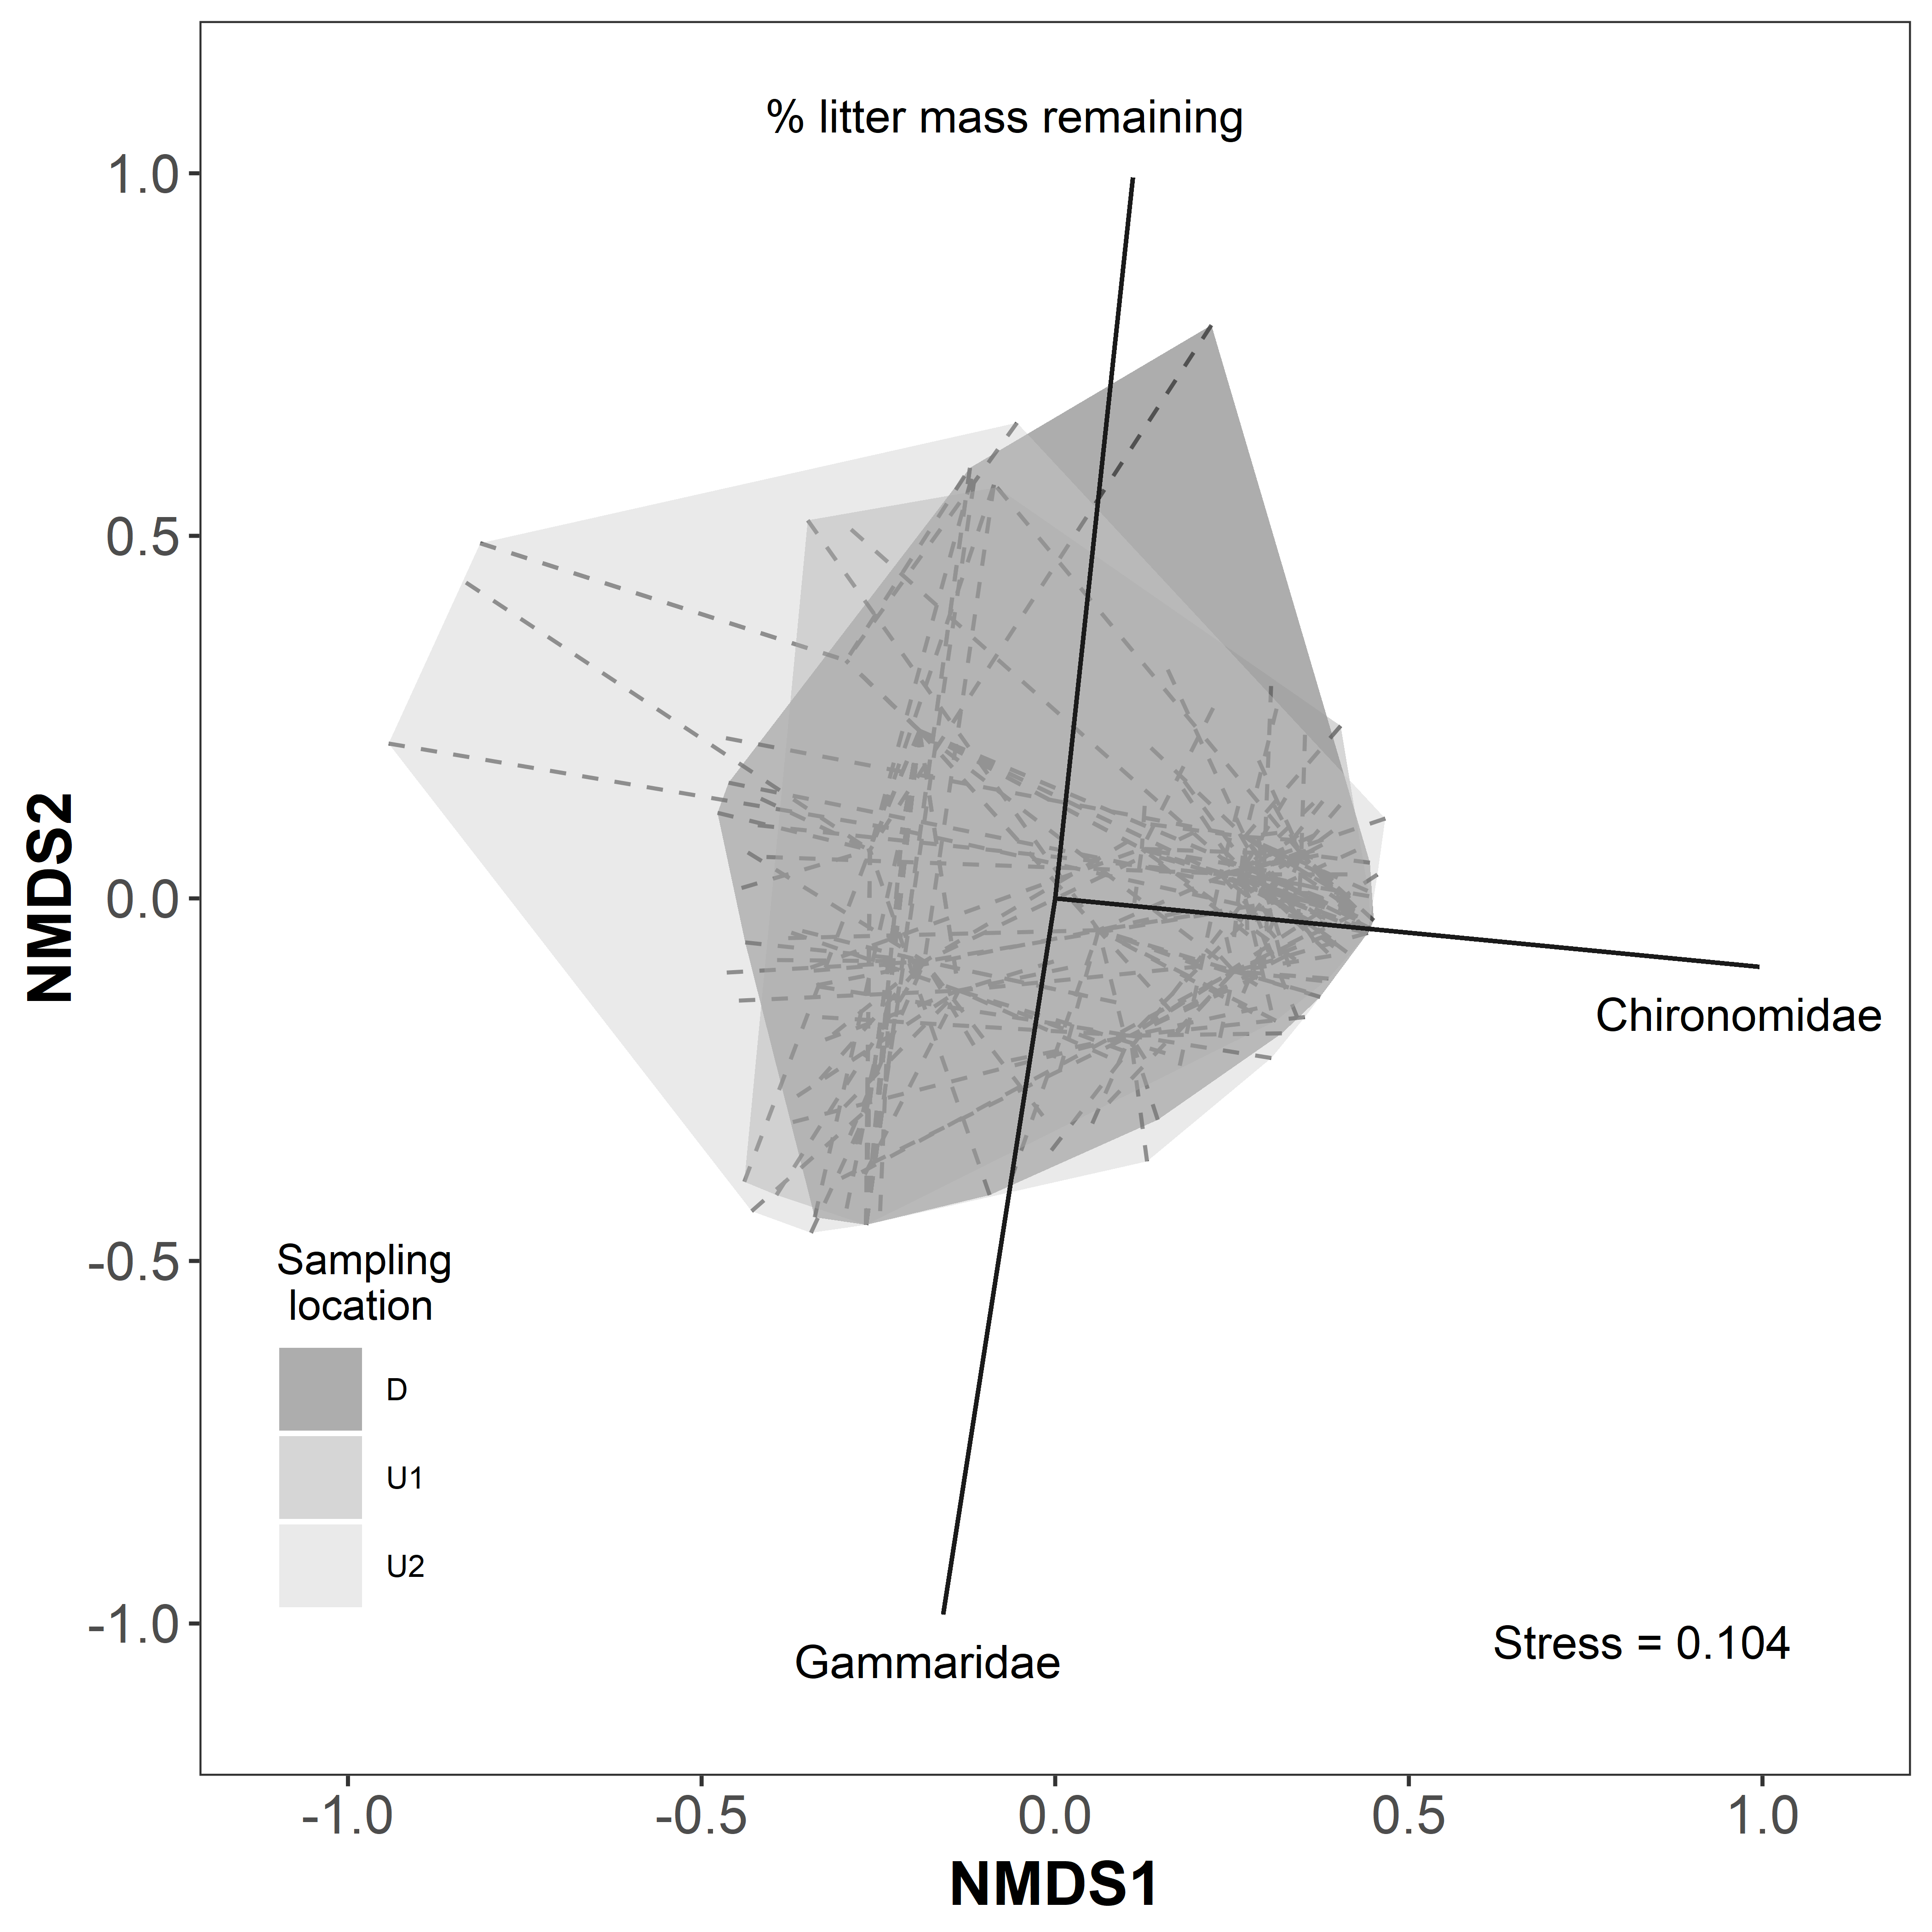 % litter mass remaining
1.0
0.5
0.0
-0.5
-1.0
NMDS2
Chironomidae
Sampling
location
D
U1
U2
Gammaridae
Stress = 0.104
-1.0
-0.5
0.0
0.5
1.0
NMDS1